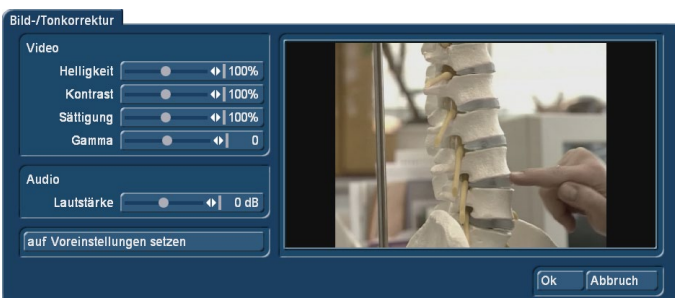 Bild-/Tonkorrektur
Video
Helligkeit 100%
Kontrast 100%
Sättigung 100%
Gamma 0
Audio
Lautstärke 0 dB
auf Voreinstellungen setzen
Ok Abbruch